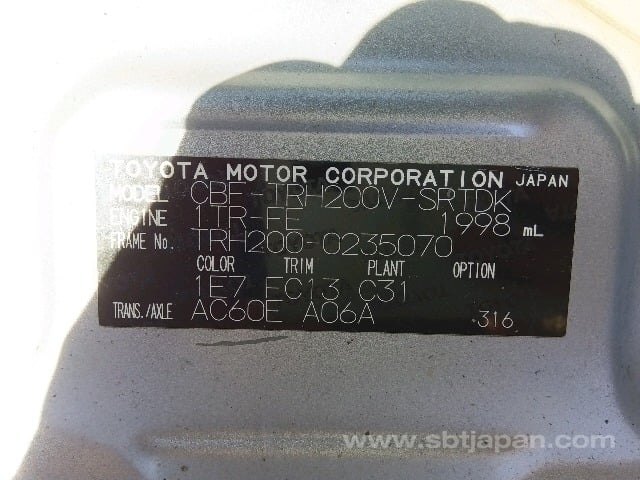 TOYOTA MOTOR CORPORATION JAPAN
MODEL CBF-TRH200V-SRTDK
ENGINE 1TR-FE 1998 mL
FRAME No. TRH200-0235070
COLOR TRIM PLANT OPTION
1E7 EC13 C31
TRANS./AXLE AC60E A06A 316
www.sbtjapan.com